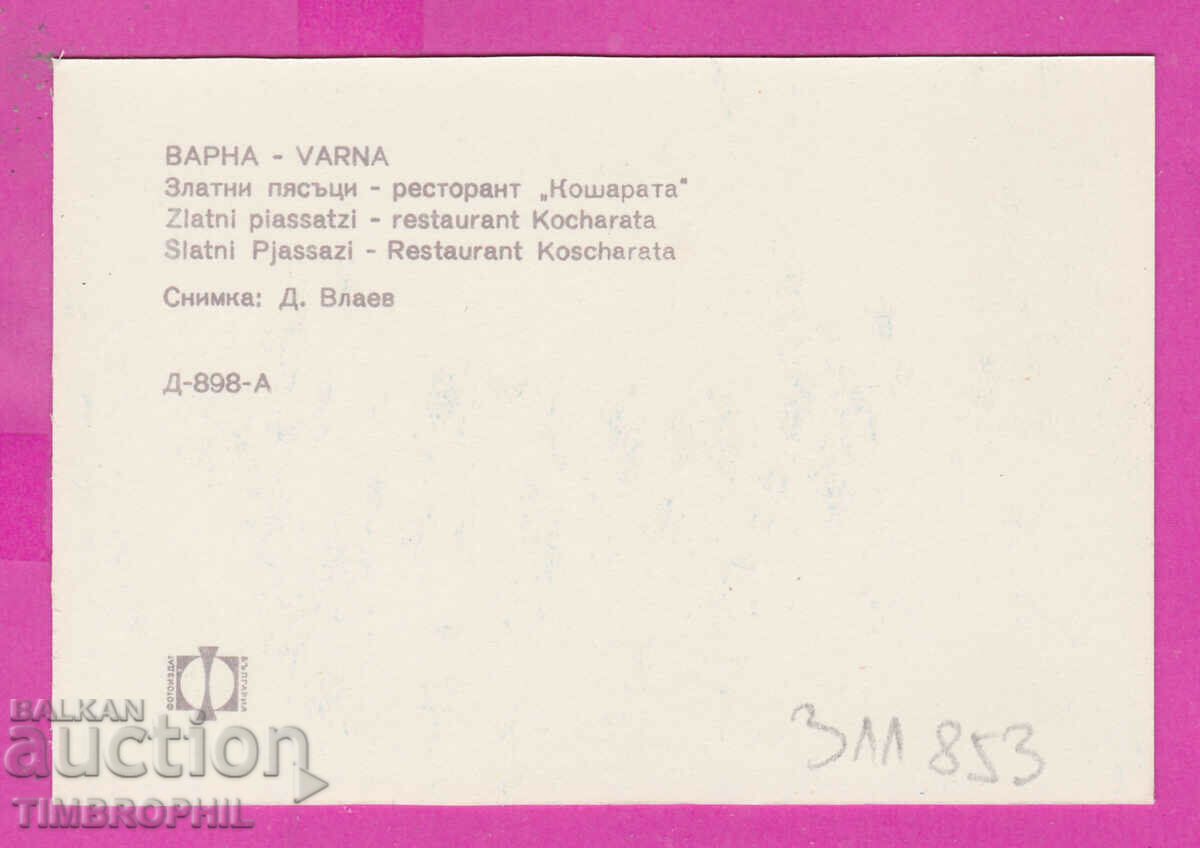 ВАРНА - VARNA
Златни пясъци - ресторант „Кошарата"
Zlatni piassatzi - restaurant Kocharata
Slatni Pjassazi - Restaurant Koscharata
Снимка: Д. Влаев
Д-898-А
ФОТОИЗДАТ
БЪЛГАРИЯ
311853
BALKAN
auction
TIMBROPHIL